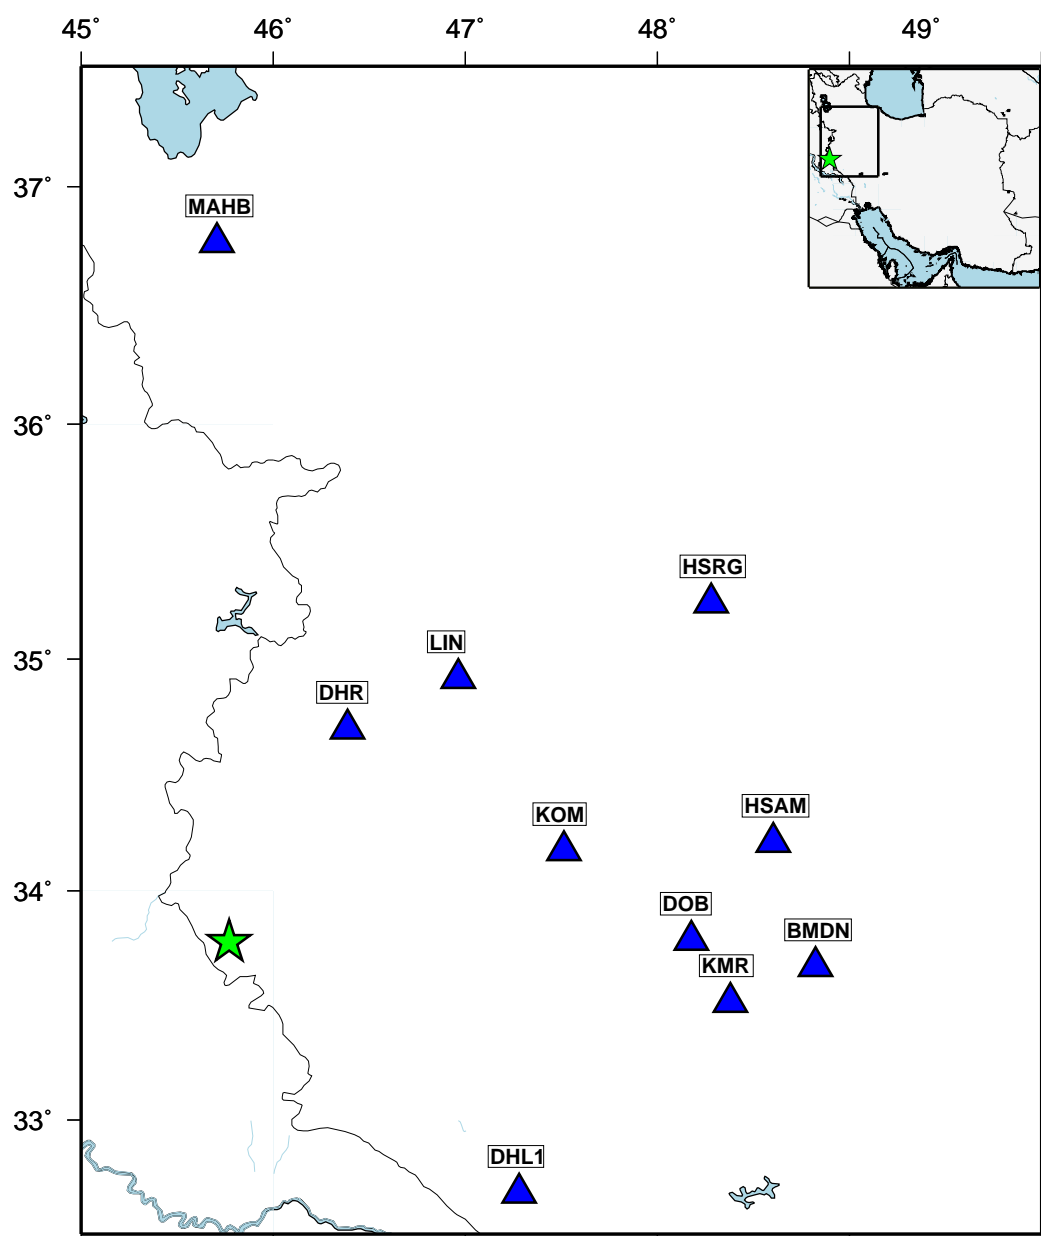 45˚ 46˚ 47˚ 48˚ 49˚
37˚
MAHB
36˚
HSRG
35˚
LIN
DHR
HSAM
KOM
34˚
DOB
BMDN
KMR
33˚
DHL1